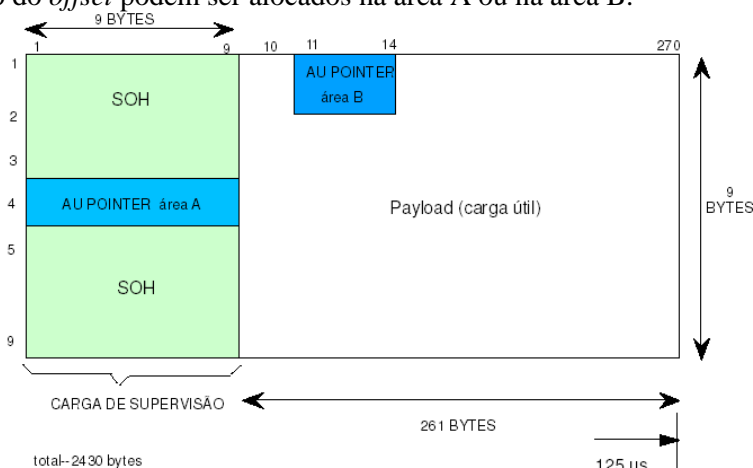 o do offset podem ser alocados na área A ou na área B.
9 BYTES
1 9 10 11 14 270
1
AU POINTER
área B
SOH
2
3
4
AU POINTER área A
Payload (carga útil)
9
BYTES
5
SOH
9
CARGA DE SUPERVISÃO
261 BYTES
total--2430 bytes
125 us